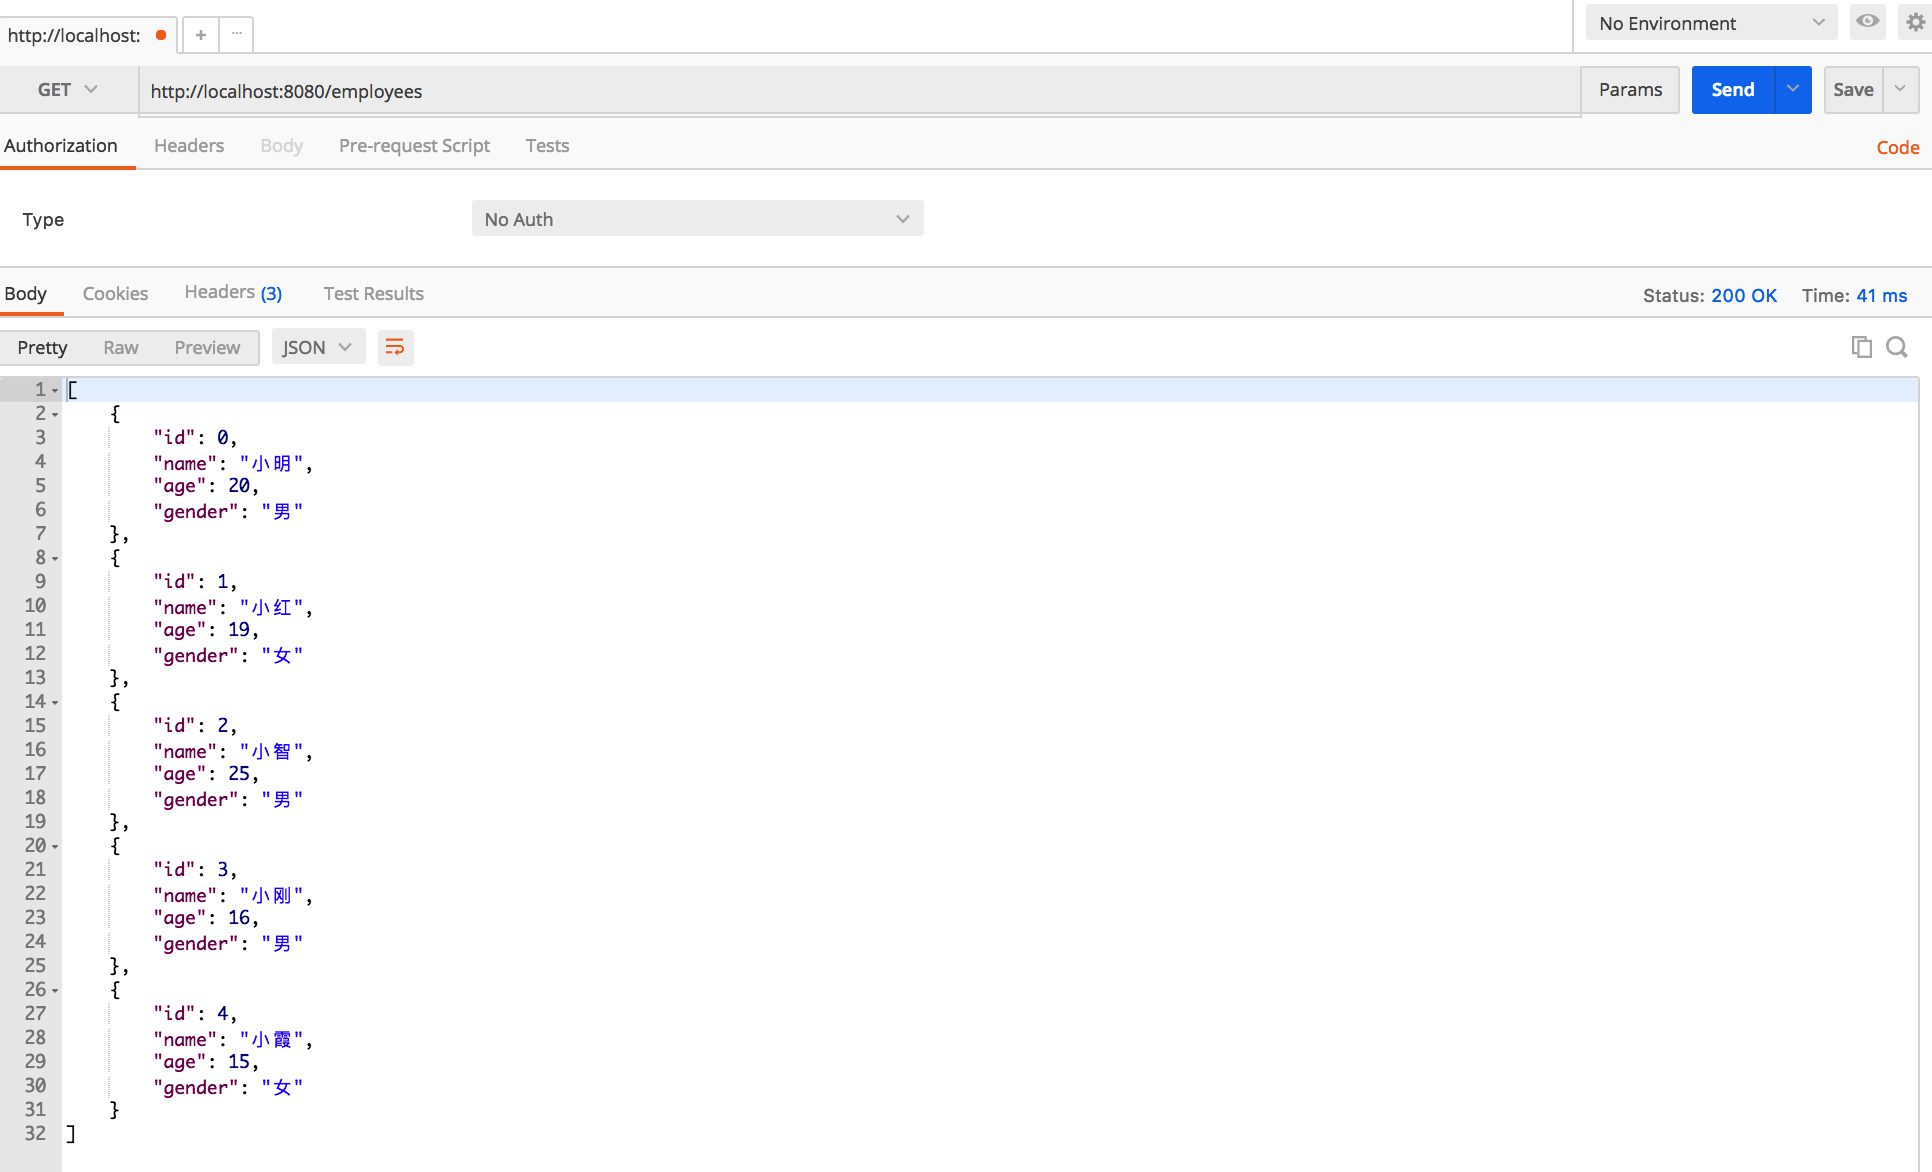 http://localhost: + ... No Environment
GET http://localhost:8080/employees Params Send Save
Authorization Headers Body Pre-request Script Tests Code
Type No Auth
Body Cookies Headers (3) Test Results Status: 200 OK Time: 41 ms
Pretty Raw Preview JSON
1 [
2 {
3 "id": 0,
4 "name": "小明",
5 "age": 20,
6 "gender": "男"
7 },
8 {
9 "id": 1,
10 "name": "小红",
11 "age": 19,
12 "gender": "女"
13 },
14 {
15 "id": 2,
16 "name": "小智",
17 "age": 25,
18 "gender": "男"
19 },
20 {
21 "id": 3,
22 "name": "小刚",
23 "age": 16,
24 "gender": "男"
25 },
26 {
27 "id": 4,
28 "name": "小霞",
29 "age": 15,
30 "gender": "女"
31 }
32 ]